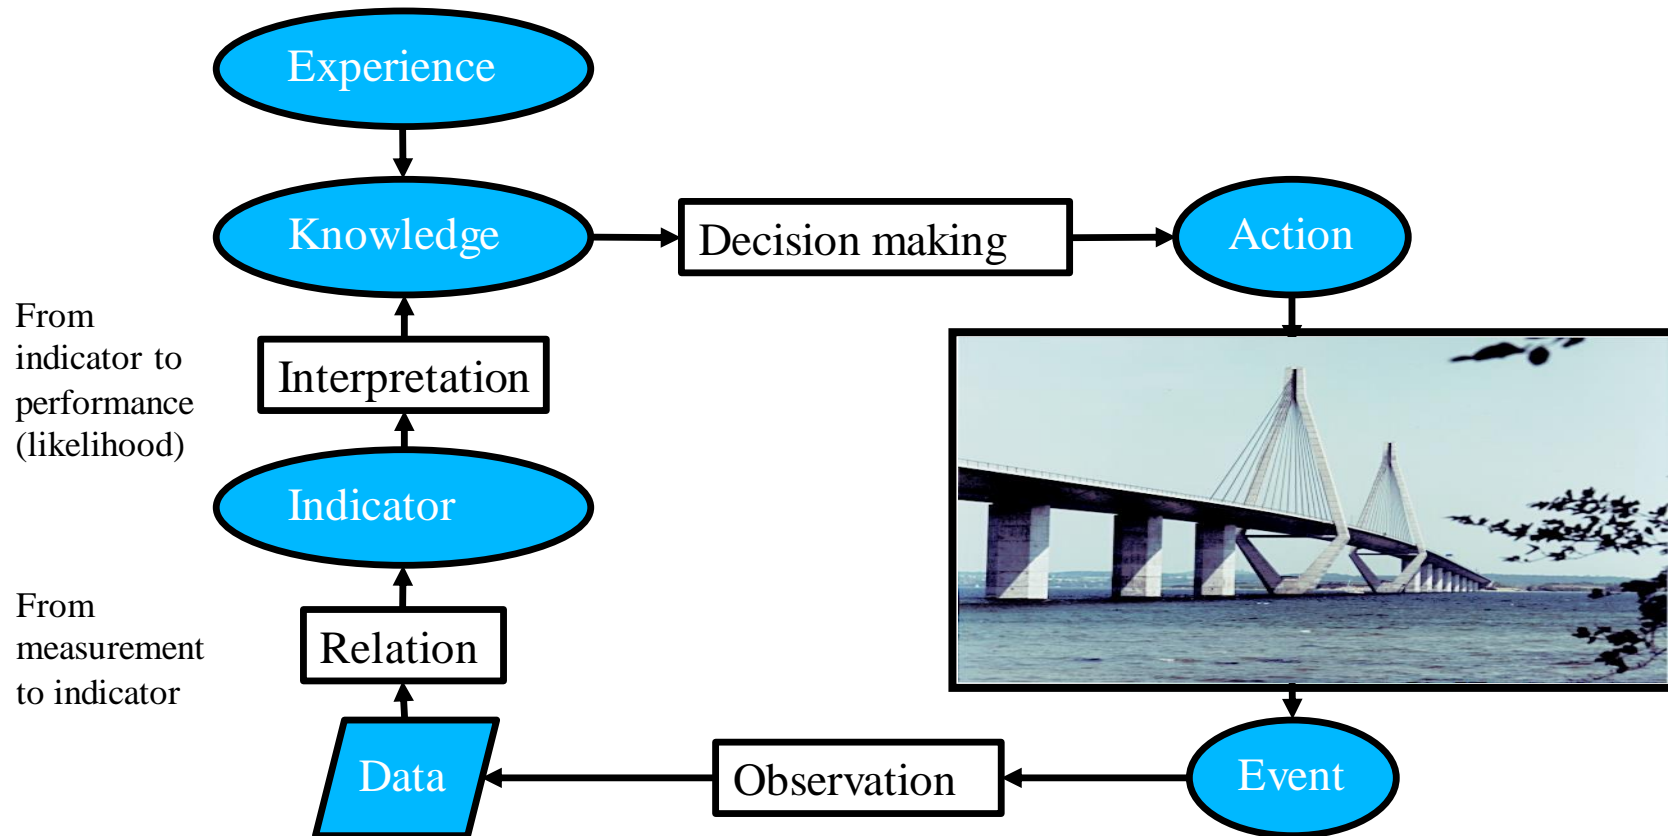 Experience
Knowledge
Decision making
Action
From
indicator to
performance
(likelihood)
Interpretation
Indicator
From
measurement
to indicator
Relation
Data
Observation
Event